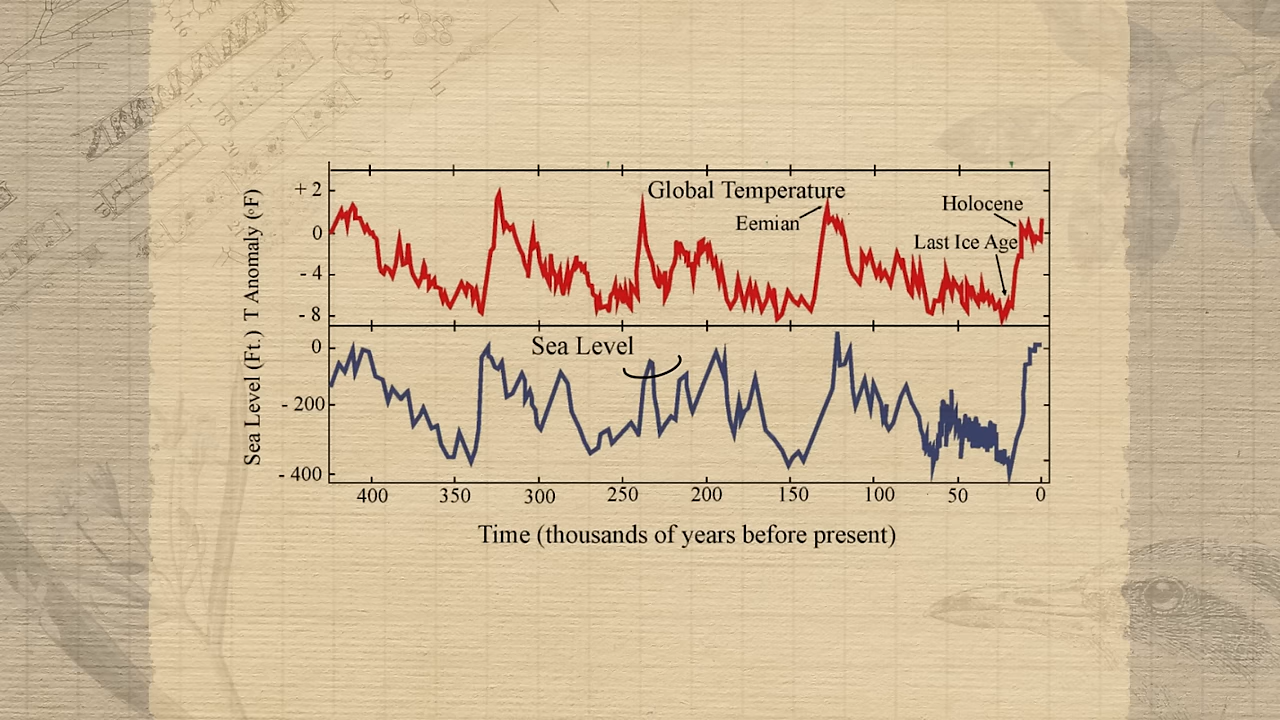 + 2
0
- 4
- 8
T Anomaly (°F)
Global Temperature
Eemian
Holocene
Last Ice Age
0
- 200
- 400
Sea Level (Ft.)
Sea Level
400 350 300 250 200 150 100 50 0
Time (thousands of years before present)